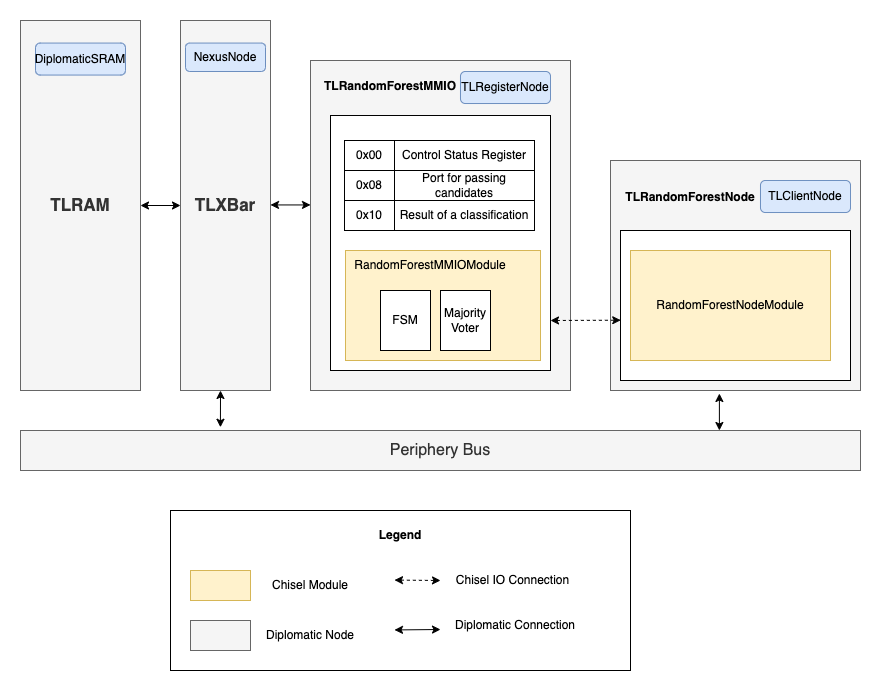 DiplomaticSRAM
TLRAM
NexusNode
TLXBar
TLRandomForestMMIO
TLRegisterNode
0x00
Control Status Register
0x08
Port for passing
candidates
0x10
Result of a classification
RandomForestMMIOModule
FSM
Majority
Voter
TLRandomForestNode
TLClientNode
RandomForestNodeModule
Periphery Bus
Legend
Chisel Module
Chisel IO Connection
Diplomatic Node
Diplomatic Connection